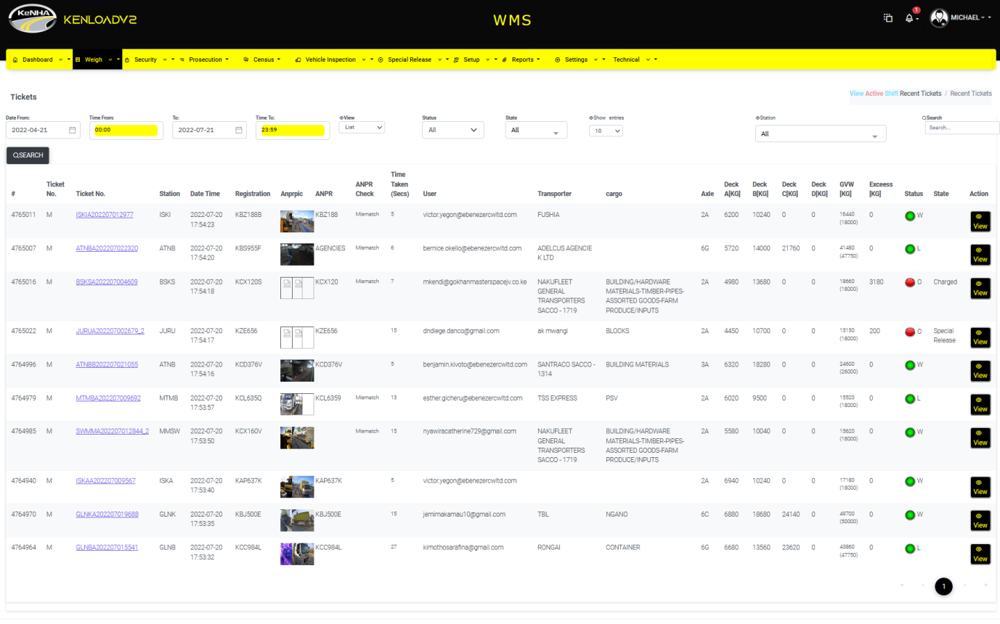 KeNHA KENLOADV2 WMS 1 MICHAEL
Dashboard Weigh Security Prosecution Census Vehicle Inspection Special Release Setup Reports Settings Technical
Tickets View Active Shift Recent Tickets / Recent Tickets
Date From: Time From: To: Time To: View Status State Show entries Station Search
2022-04-21 00:00 2022-07-21 23:59 List All All 10 All Search...
SEARCH
# Ticket No. Ticket No. Station Date Time Registration Anprpic ANPR ANPR Check Time Taken (Secs) User Transporter cargo Axle Deck A[KG] Deck B[KG] Deck C[KG] Deck D[KG] GVW [KG] Exceess [KG] Status State Action
4765011 M ISKIA202207012977 ISKI 2022-07-20 17:54:23 KBZ188B KBZ188 Mismatch 5 victor.yegon@ebenezercwltd.com FUSHIA 2A 6200 10240 0 0 16440 (18000) 0 W View
4765007 M ATNBA202207022320 ATNB 2022-07-20 17:54:20 KBS955F AGENCIES Mismatch 6 bernice.okello@ebenezercwltd.com ADELCUS AGENCIE K LTD 6G 5720 14000 21760 0 41480 (47750) 0 L View
4765016 M BSKSA202207004609 BSKS 2022-07-20 17:54:18 KCX120S KCX120 Mismatch 7 mkendi@gokhanmasterspacejv.co.ke NAKUFLEET GENERAL TRANSPORTERS SACCO - 1719 BUILDING/HARDWARE MATERIALS-TIMBER-PIPES-ASSORTED GOODS-FARM PRODUCE/INPUTS 2A 4980 13680 0 0 18660 (18000) 3180 O Charged View
4765022 M JURUA202207002679_2 JURU 2022-07-20 17:54:17 KZE656 KZE656 15 dndiege.danco@gmail.com ak mwangi BLOCKS 2A 4450 10700 0 0 15150 (18000) 200 O Special Release View
4764996 M ATNBB202207021055 ATNB 2022-07-20 17:54:16 KCD376V KCD376V 5 benjamin.kivoto@ebenezercwltd.com SANTRACO SACCO - 1314 BUILDING MATERIALS 3A 6320 18280 0 0 24600 (26000) 0 W View
4764979 M MTMBA202207009692 MTMB 2022-07-20 17:53:57 KCL635Q KCL6359 Mismatch 13 esther.gicheru@ebenezercwltd.com TSS EXPRESS PSV 2A 6020 9500 0 0 15520 (18000) 0 L View
4764985 M SWMMA202207012844_2 MMSW 2022-07-20 17:53:50 KCX160V Mismatch 15 nyawiracatherine729@gmail.com NAKUFLEET GENERAL TRANSPORTERS SACCO - 1719 BUILDING/HARDWARE MATERIALS-TIMBER-PIPES-ASSORTED GOODS-FARM PRODUCE/INPUTS 2A 5580 10040 0 0 15620 (18000) 0 W View
4764940 M ISKAA202207009567 ISKA 2022-07-20 17:53:40 KAP637K KAP637K 5 victor.yegon@ebenezercwltd.com 2A 6940 10240 0 0 17180 (18000) 0 W View
4764970 M GLNKA202207019688 GLNK 2022-07-20 17:53:35 KBJ500E KBJ500E 15 jemimakamau10@gmail.com TBL NGANO 6C 6880 18680 24140 0 49700 (50000) 0 W View
4764964 M GLNBA202207015541 GLNB 2022-07-20 17:53:32 KCC984L KCC984L 27 kimothosarafina@gmail.com RONGAI CONTAINER 6G 6680 13560 23620 0 43860 (47750) 0 L View
« ‹ 1 › »